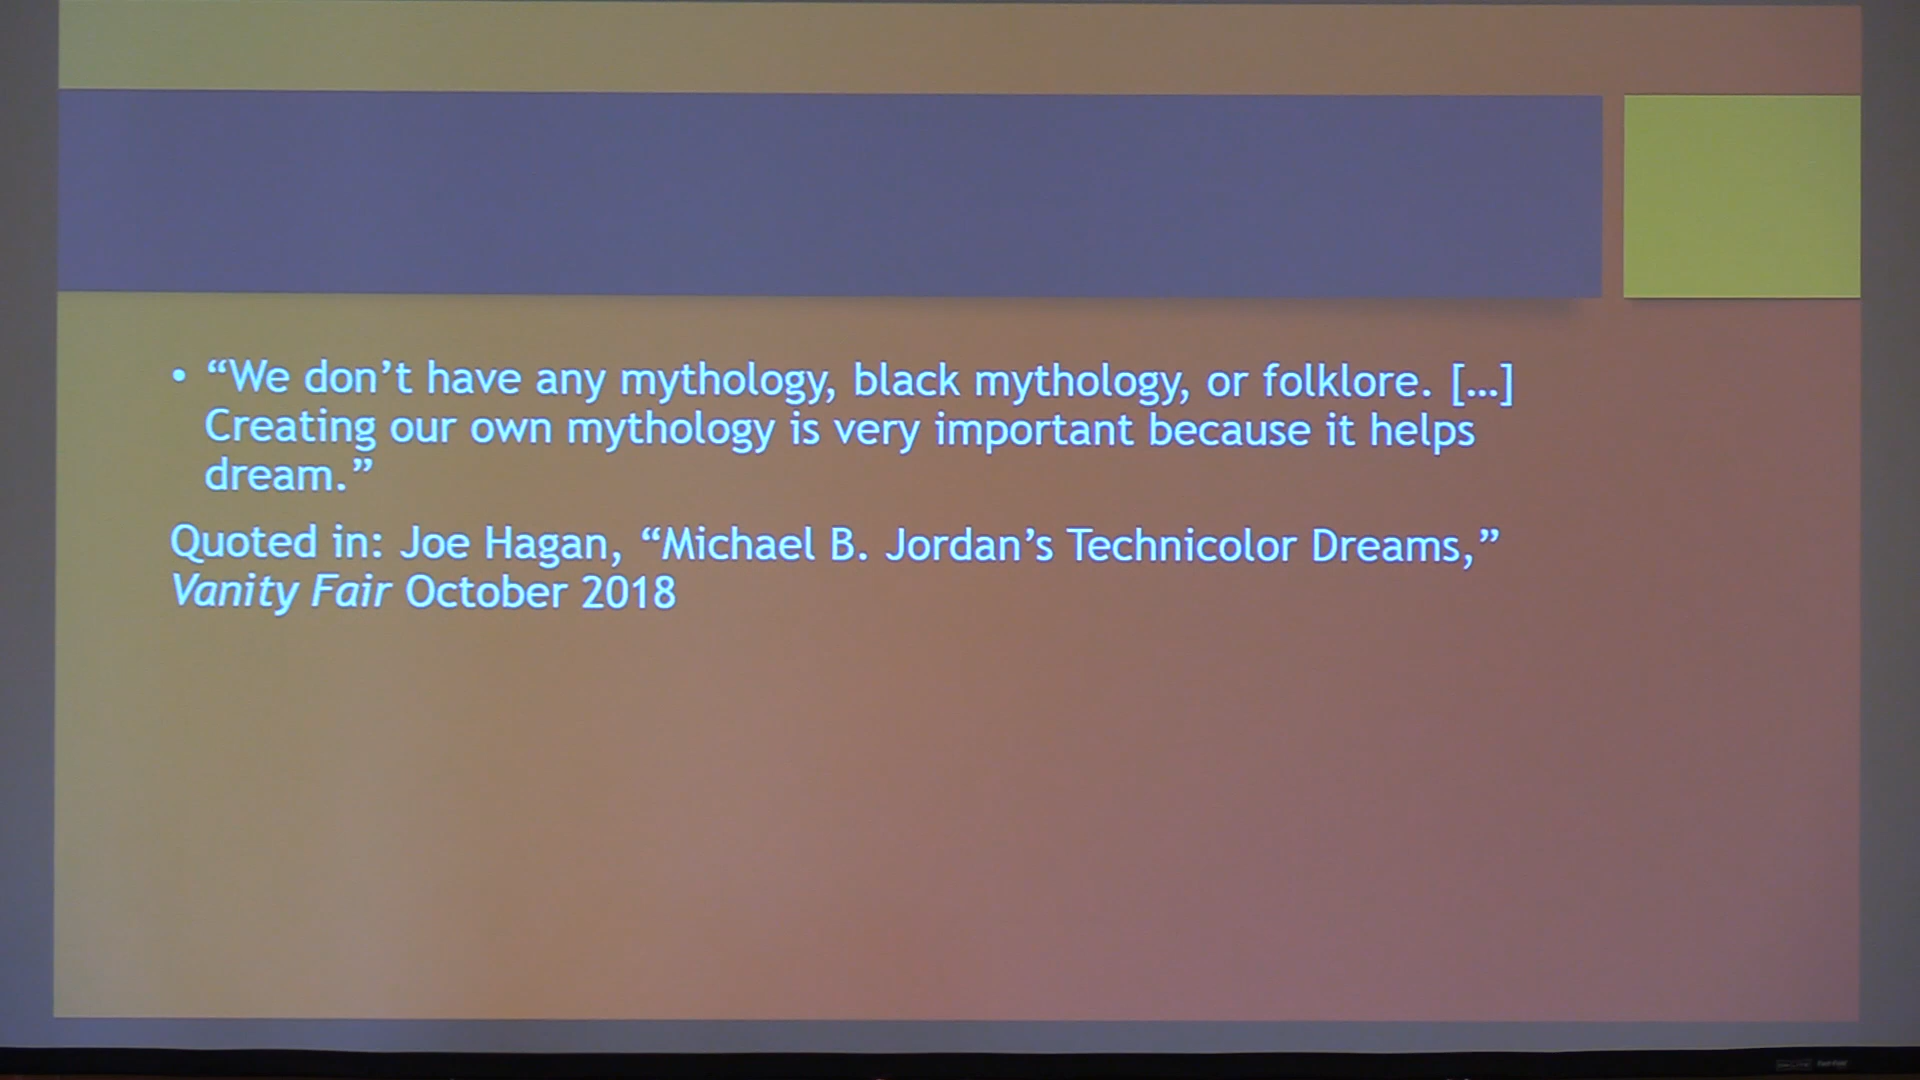 • “We don’t have any mythology, black mythology, or folklore. […]
Creating our own mythology is very important because it helps
dream.”
Quoted in: Joe Hagan, “Michael B. Jordan’s Technicolor Dreams,”
Vanity Fair October 2018